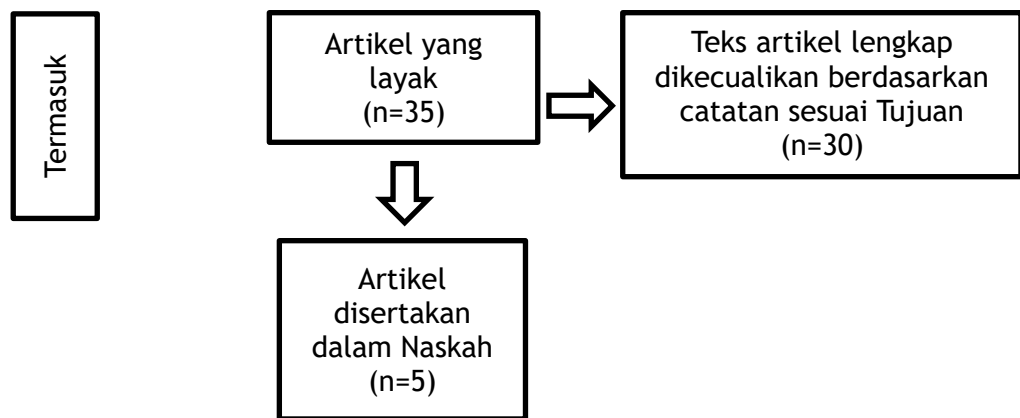 Termasuk
Artikel yang
layak
(n=35)
Teks artikel lengkap
dikecualikan berdasarkan
catatan sesuai Tujuan
(n=30)
Artikel
disertakan
dalam Naskah
(n=5)